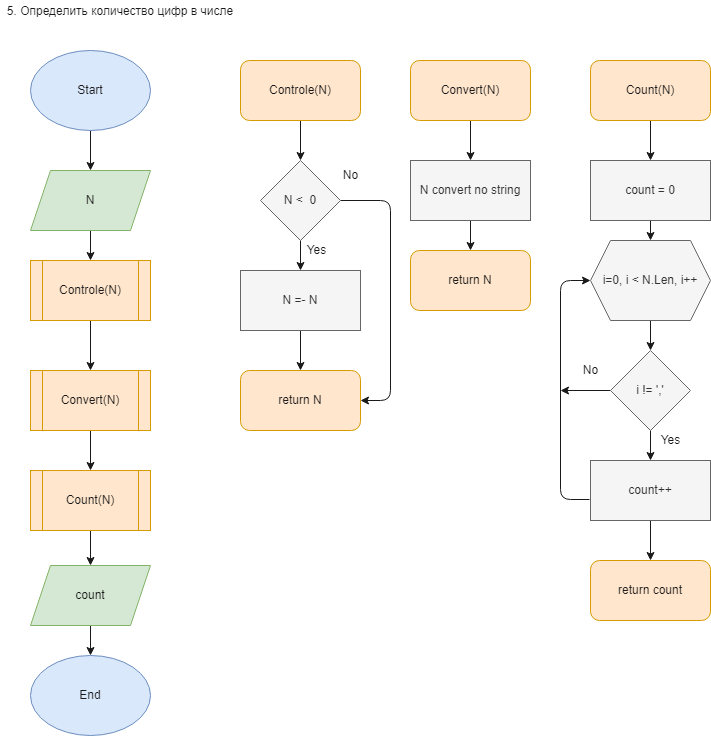 5. Определить количество цифр в числе
Start
N
Controle(N)
Convert(N)
Count(N)
count
End
Controle(N)
N < 0
No
Yes
N =- N
return N
Convert(N)
N convert no string
return N
Count(N)
count = 0
i=0, i < N.Len, i++
i != ','
No
Yes
count++
return count